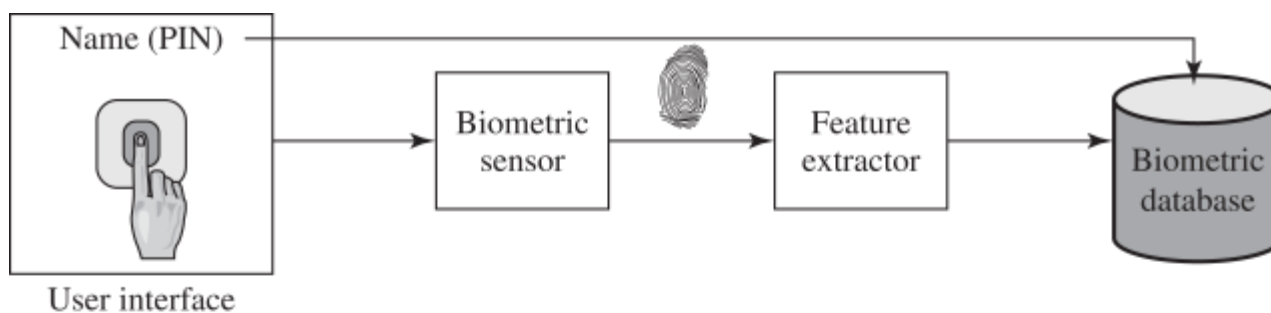 Name (PIN)
Biometric
sensor
Feature
extractor
Biometric
database
User interface